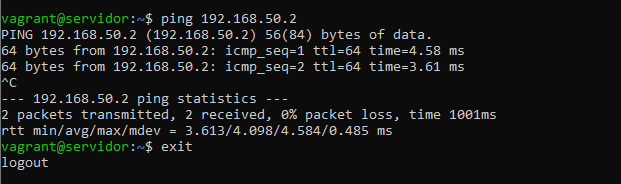 vagrant@servidor:~$ ping 192.168.50.2
PING 192.168.50.2 (192.168.50.2) 56(84) bytes of data.
64 bytes from 192.168.50.2: icmp_seq=1 ttl=64 time=4.58 ms
64 bytes from 192.168.50.2: icmp_seq=2 ttl=64 time=3.61 ms
^C
--- 192.168.50.2 ping statistics ---
2 packets transmitted, 2 received, 0% packet loss, time 1001ms
rtt min/avg/max/mdev = 3.613/4.098/4.584/0.485 ms
vagrant@servidor:~$ exit
logout